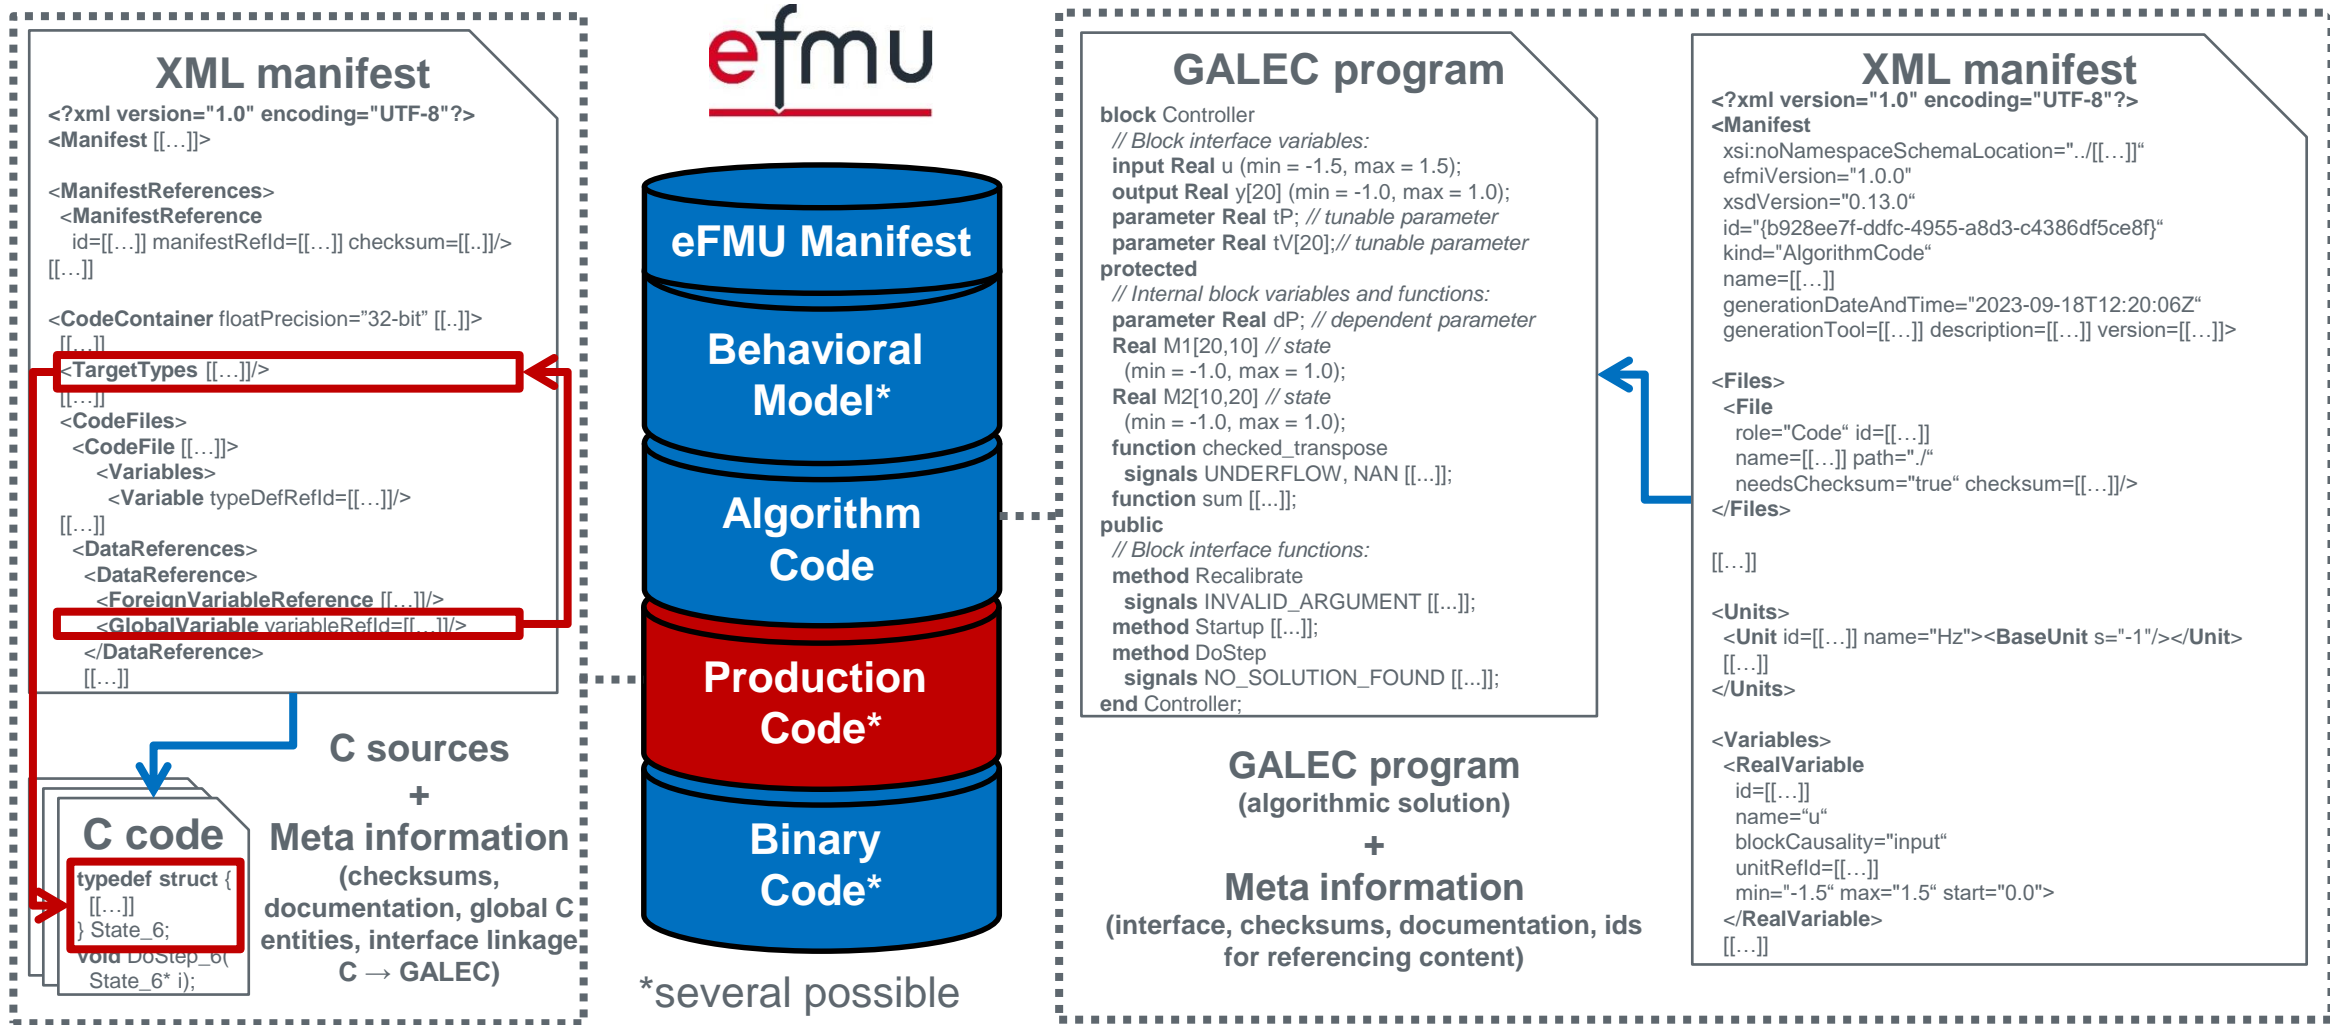 XML manifest
<?xml version="1.0" encoding="UTF-8"?>
<Manifest [[…]]>
<ManifestReferences>
<ManifestReference
id=[[…]] manifestRefId=[[…]] checksum=[[..]]/>
[[…]]
<CodeContainer floatPrecision=”32-bit” [[..]]>
[[…]]
<TargetTypes [[…]]/>
[[…]]
<CodeFiles>
<CodeFile [[…]]>
<Variables>
<Variable typeDefRefId=[[…]]/>
[[…]]
<DataReferences>
<DataReference>
<ForeignVariableReference [[…]]/>
<GlobalVariable variableRefId=[[…]]/>
</DataReference>
[[…]]
C code
typedef struct {
[[…]]
} State_6;
void DoStep_6(
State_6* i);
C sources
+
Meta information
(checksums,
documentation, global C
entities, interface linkage
C → GALEC)
efmu
eFMU Manifest
Behavioral
Model*
Algorithm
Code
Production
Code*
Binary
Code*
*several possible
GALEC program
block Controller
// Block interface variables:
input Real u (min = -1.5, max = 1.5);
output Real y[20] (min = -1.0, max = 1.0);
parameter Real tP; // tunable parameter
parameter Real tV[20];// tunable parameter
protected
// Internal block variables and functions:
parameter Real dP; // dependent parameter
Real M1[20,10] // state
(min = -1.0, max = 1.0);
Real M2[10,20] // state
(min = -1.0, max = 1.0);
function checked_transpose
signals UNDERFLOW, NAN [[...]];
function sum [[...]];
public
// Block interface functions:
method Recalibrate
signals INVALID_ARGUMENT [[...]];
method Startup [[...]];
method DoStep
signals NO_SOLUTION_FOUND [[...]];
end Controller;
GALEC program
(algorithmic solution)
+
Meta information
(interface, checksums, documentation, ids
for referencing content)
XML manifest
<?xml version="1.0" encoding="UTF-8"?>
<Manifest
xsi:noNamespaceSchemaLocation="../[[…]]“
efmiVersion="1.0.0"
xsdVersion="0.13.0“
id="{b928ee7f-ddfc-4955-a8d3-c4386df5ce8f}“
kind="AlgorithmCode“
name=[[…]]
generationDateAndTime="2023-09-18T12:20:06Z“
generationTool=[[…]] description=[[…]] version=[[…]]>
<Files>
<File
role="Code“ id=[[…]]
name=[[…]] path="./“
needsChecksum="true“ checksum=[[…]]/>
</Files>
[[…]]
<Units>
<Unit id=[[…]] name="Hz"><BaseUnit s="-1"/></Unit>
[[…]]
</Units>
<Variables>
<RealVariable
id=[[…]]
name=“u"
blockCausality="input“
unitRefId=[[…]]
min="-1.5“ max="1.5“ start="0.0">
</RealVariable>
[[…]]